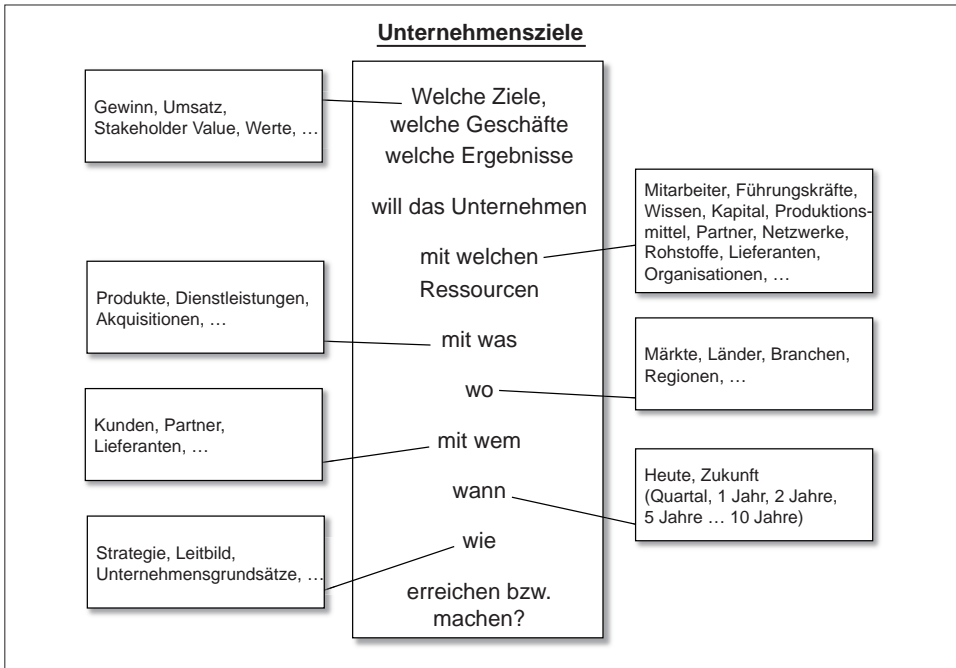 Unternehmensziele
Gewinn, Umsatz,
Stakeholder Value, Werte, …
Welche Ziele,
welche Geschäfte
welche Ergebnisse
will das Unternehmen
mit welchen
Ressourcen
Mitarbeiter, Führungskräfte,
Wissen, Kapital, Produktions-
mittel, Partner, Netzwerke,
Rohstoffe, Lieferanten,
Organisationen, …
Produkte, Dienstleistungen,
Akquisitionen, …
mit was
wo
Märkte, Länder, Branchen,
Regionen, …
Kunden, Partner,
Lieferanten, …
mit wem
wann
Heute, Zukunft
(Quartal, 1 Jahr, 2 Jahre,
5 Jahre … 10 Jahre)
Strategie, Leitbild,
Unternehmensgrundsätze, …
wie
erreichen bzw.
machen?